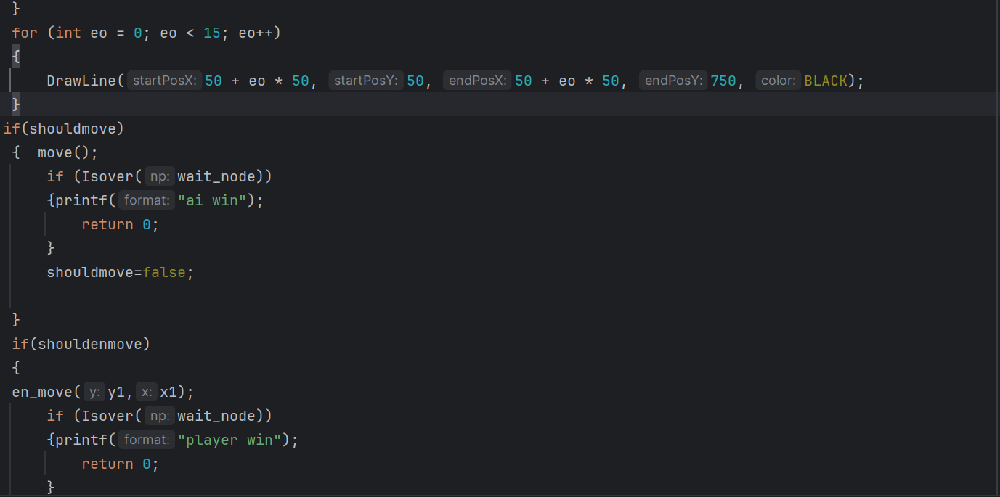 }
for (int eo = 0; eo < 15; eo++)
{
    DrawLine( startPosX: 50 + eo * 50, startPosY: 50, endPosX: 50 + eo * 50, endPosY: 750, color: BLACK);
}
if(shouldmove)
{  move();
    if (Isover( np: wait_node))
    {printf( format: "ai win");
        return 0;
    }
    shouldmove=false;
}
if(shouldenmove)
{
en_move( y: y1, x: x1);
    if (Isover( np: wait_node))
    {printf( format: "player win");
        return 0;
    }